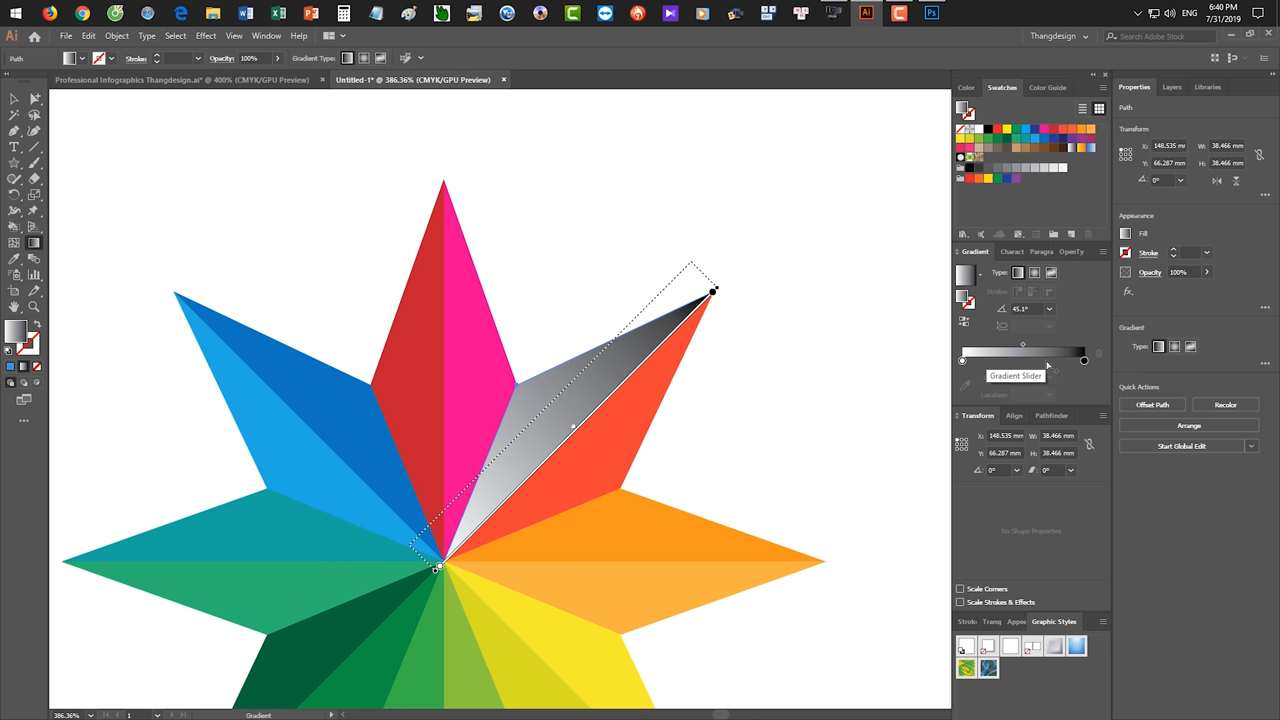 6:40 PM
ENG
7/31/2019
Ai
File Edit Object Type Select Effect View Window Help
Thangdesign
Search Adobe Stock
Path
Stroke:
Opacity: 100%
Gradient Type:
Professional Infographics Thangdesign.ai* @ 400% (CMYK/GPU Preview)
Untitled-1* @ 386.36% (CMYK/GPU Preview)
Color Swatches Color Guide
Gradient Charact Paragra OpenTy
Type:
Stroke:
45.1°
Gradient Slider
Location:
Transform Align Pathfinder
X: 148.535 mm W: 38.466 mm
Y: 66.287 mm H: 38.466 mm
0° 0°
No Shape Properties
Scale Corners
Scale Strokes & Effects
Strok Transp Appea Graphic Styles
Properties Layers Libraries
Path
Transform
X: 148.535 mr W: 38.466 mr
Y: 66.287 mm H: 38.466 mr
0°
Appearance
Fill
Stroke
Opacity 100%
fx
Gradient
Type:
Quick Actions
Offset Path Recolor
Arrange
Start Global Edit
386.36% 1 Gradient